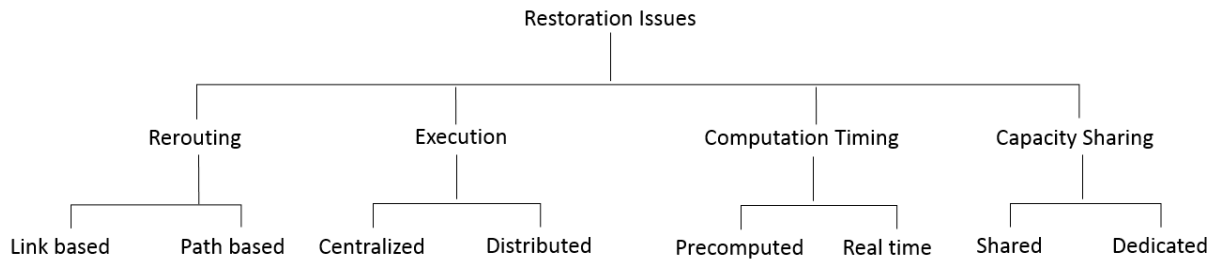 Restoration Issues
Rerouting Execution Computation Timing Capacity Sharing
Link based Path based Centralized Distributed Precomputed Real time Shared Dedicated